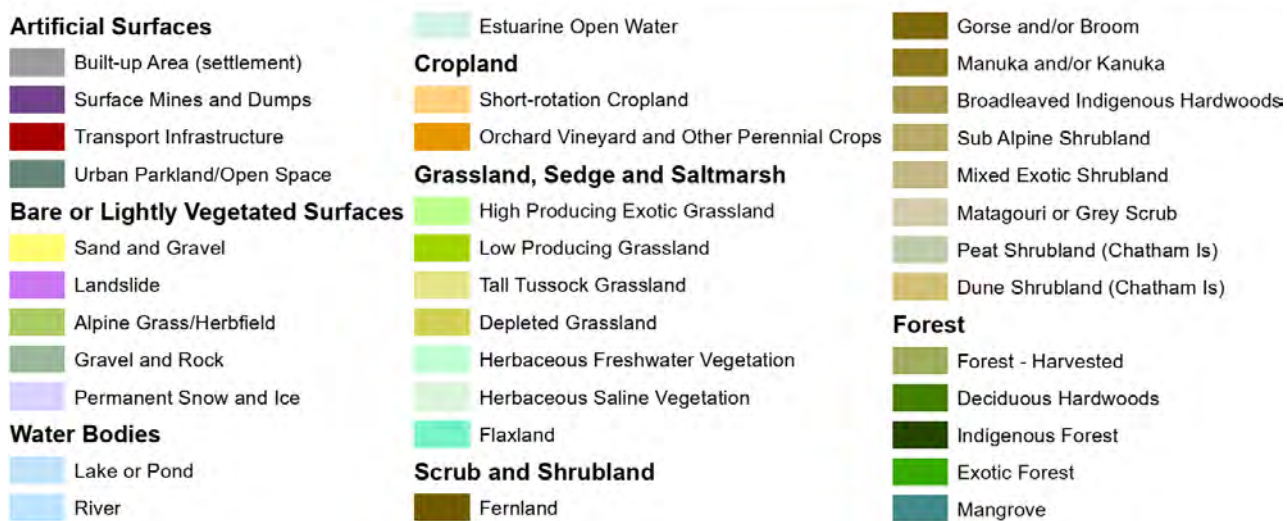 Artificial Surfaces
Built-up Area (settlement)
Surface Mines and Dumps
Transport Infrastructure
Urban Parkland/Open Space
Bare or Lightly Vegetated Surfaces
Sand and Gravel
Landslide
Alpine Grass/Herbfield
Gravel and Rock
Permanent Snow and Ice
Water Bodies
Lake or Pond
River
Estuarine Open Water
Cropland
Short-rotation Cropland
Orchard Vineyard and Other Perennial Crops
Grassland, Sedge and Saltmarsh
High Producing Exotic Grassland
Low Producing Grassland
Tall Tussock Grassland
Depleted Grassland
Herbaceous Freshwater Vegetation
Herbaceous Saline Vegetation
Flaxland
Scrub and Shrubland
Fernland
Gorse and/or Broom
Manuka and/or Kanuka
Broadleaved Indigenous Hardwoods
Sub Alpine Shrubland
Mixed Exotic Shrubland
Matagouri or Grey Scrub
Peat Shrubland (Chatham Is)
Dune Shrubland (Chatham Is)
Forest
Forest - Harvested
Deciduous Hardwoods
Indigenous Forest
Exotic Forest
Mangrove